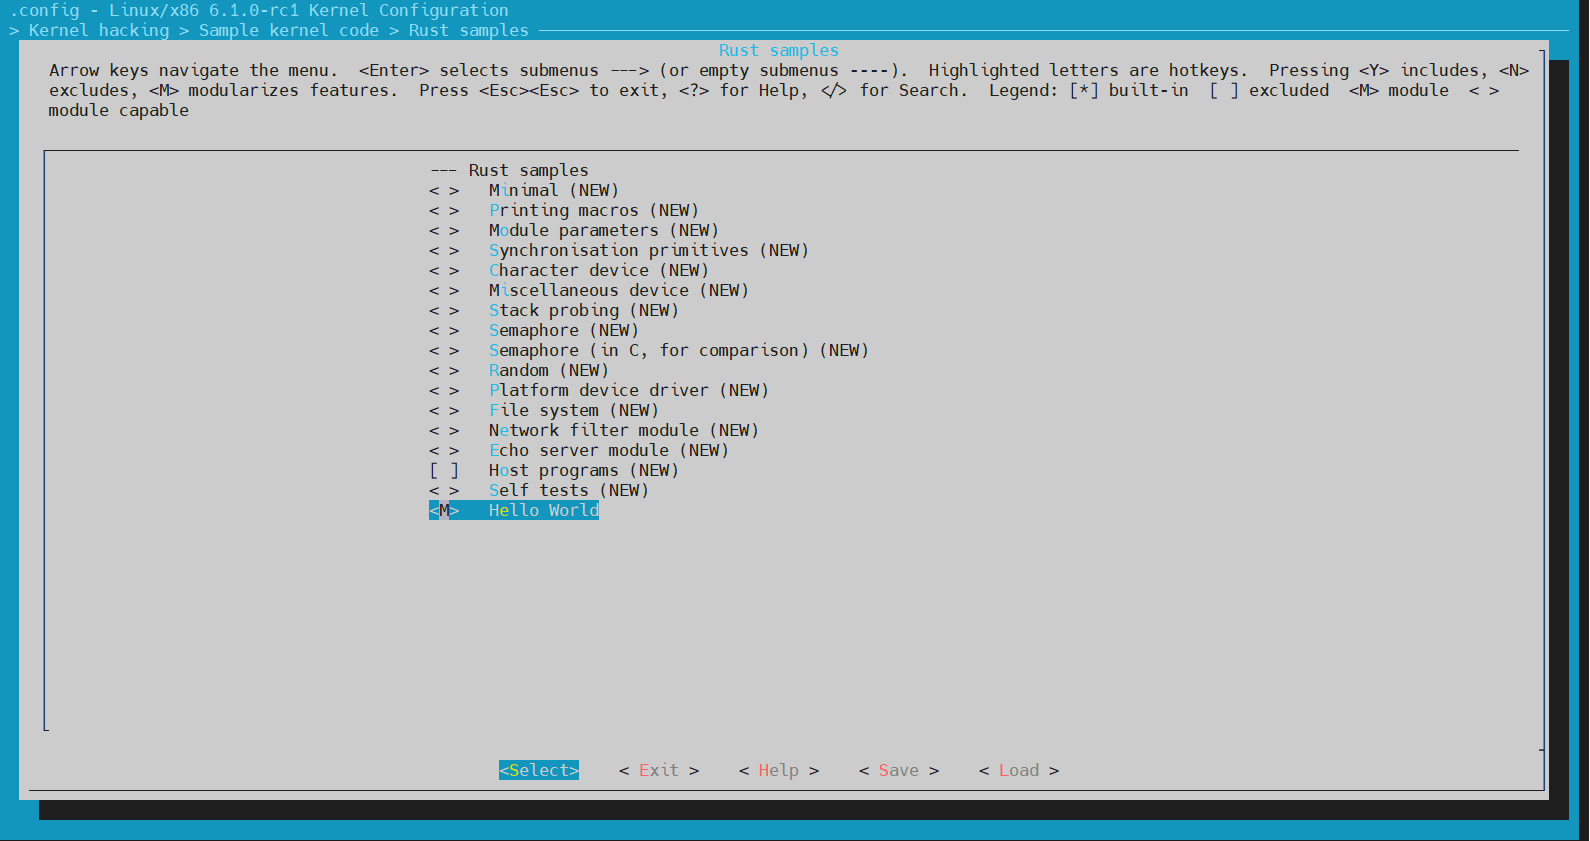 .config - Linux/x86 6.1.0-rc1 Kernel Configuration
> Kernel hacking > Sample kernel code > Rust samples
Rust samples
Arrow keys navigate the menu.  <Enter> selects submenus ---> (or empty submenus ----).  Highlighted letters are hotkeys.  Pressing <Y> includes, <N>
excludes, <M> modularizes features.  Press <Esc><Esc> to exit, <?> for Help, </> for Search.  Legend: [*] built-in  [ ] excluded  <M> module  < >
module capable
--- Rust samples
< >   Minimal (NEW)
< >   Printing macros (NEW)
< >   Module parameters (NEW)
< >   Synchronisation primitives (NEW)
< >   Character device (NEW)
< >   Miscellaneous device (NEW)
< >   Stack probing (NEW)
< >   Semaphore (NEW)
< >   Semaphore (in C, for comparison) (NEW)
< >   Random (NEW)
< >   Platform device driver (NEW)
< >   File system (NEW)
< >   Network filter module (NEW)
< >   Echo server module (NEW)
[ ]   Host programs (NEW)
< >   Self tests (NEW)
<M>   Hello World
<Select>    < Exit >    < Help >    < Save >    < Load >